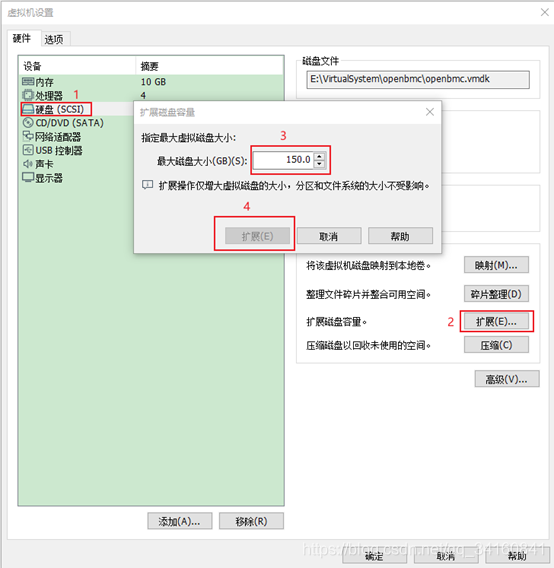 虚拟机设置
硬件 选项
设备 摘要
内存 10 GB
处理器 4
1
硬盘 (SCSI)
CD/DVD (SATA)
网络适配器
USB 控制器
声卡
显示器
添加(A)... 移除(R)
磁盘文件
E:\VirtualSystem\openbmc\openbmc.vmdk
扩展磁盘容量
指定最大虚拟磁盘大小:
3
最大磁盘大小(GB)(S): 150.0
扩展操作仅增大虚拟磁盘的大小，分区和文件系统的大小不受影响。
4
扩展(E) 取消 帮助
将该虚拟机磁盘映射到本地卷。 映射(M)...
整理文件碎片并整合可用空间。 碎片整理(D)
扩展磁盘容量。 2 扩展(E)...
压缩磁盘以回收未使用的空间。 压缩(C)
高级(V)...
确定 取消 帮助